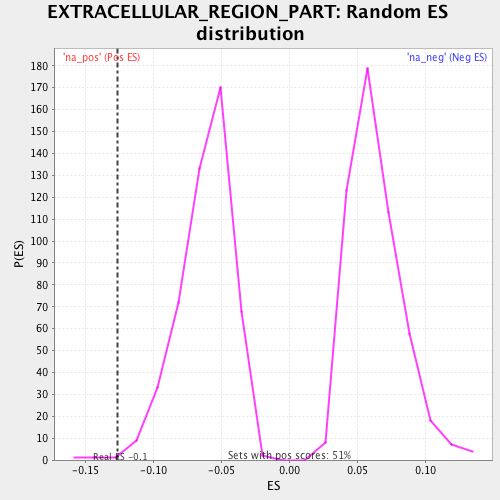 EXTRACELLULAR_REGION_PART: Random ES
distribution
'na_pos' (Pos ES)
'na_neg' (Neg ES)
180
170
160
150
140
130
120
110
100
90
80
70
60
50
40
30
20
10
0
P(ES)
Real ES -0.1
Sets with pos scores: 51%
-0.15 -0.10 -0.05 0.00 0.05 0.10
ES